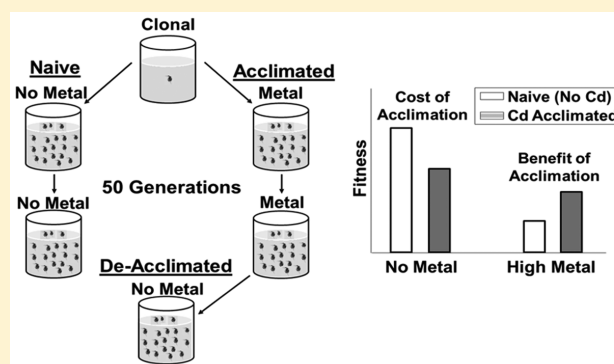 Clonal
Naive
No Metal
Acclimated
Metal
50 Generations
No Metal
Metal
De-Acclimated
No Metal
Naive (No Cd)
Cd Acclimated
Cost of
Acclimation
Benefit of
Acclimation
Fitness
No Metal
High Metal